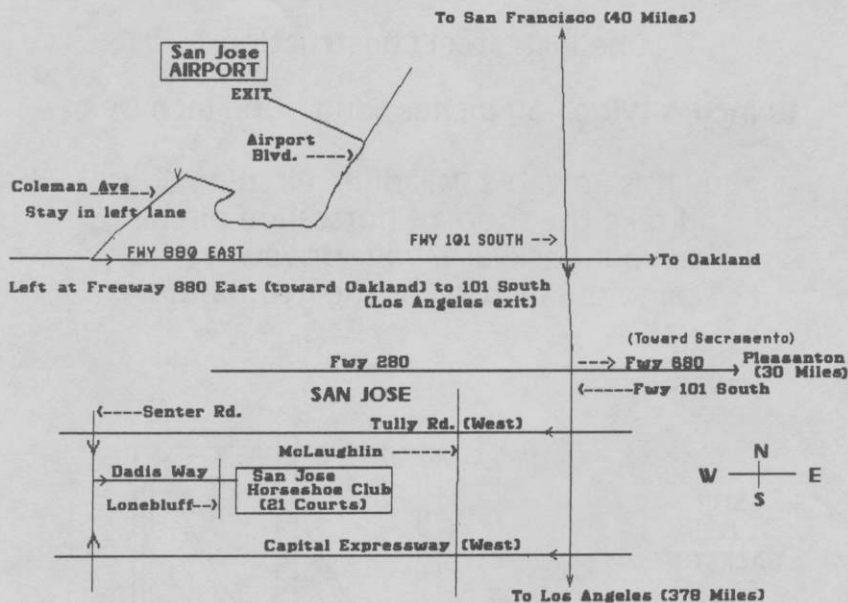 To San Francisco (40 Miles)
San Jose
AIRPORT
EXIT
Airport
Blvd. ---->
Coleman Ave --->
Stay in left lane
FWY 101 SOUTH -->
FWY 880 EAST
To Oakland
Left at Freeway 880 East (toward Oakland) to 101 South
(Los Angeles exit)
(Toward Sacramento)
Fwy 280
----> Fwy 680
Pleasanton
(30 Miles)
<----Fwy 101 South
SAN JOSE
<----Senter Rd.
Tully Rd. (West)
McLaughlin ------->
N
W
E
S
Dadis Way
San Jose
Horseshoe Club
(21 Courts)
Lonebluff -->
Capital Expressway (West)
To Los Angeles (378 Miles)